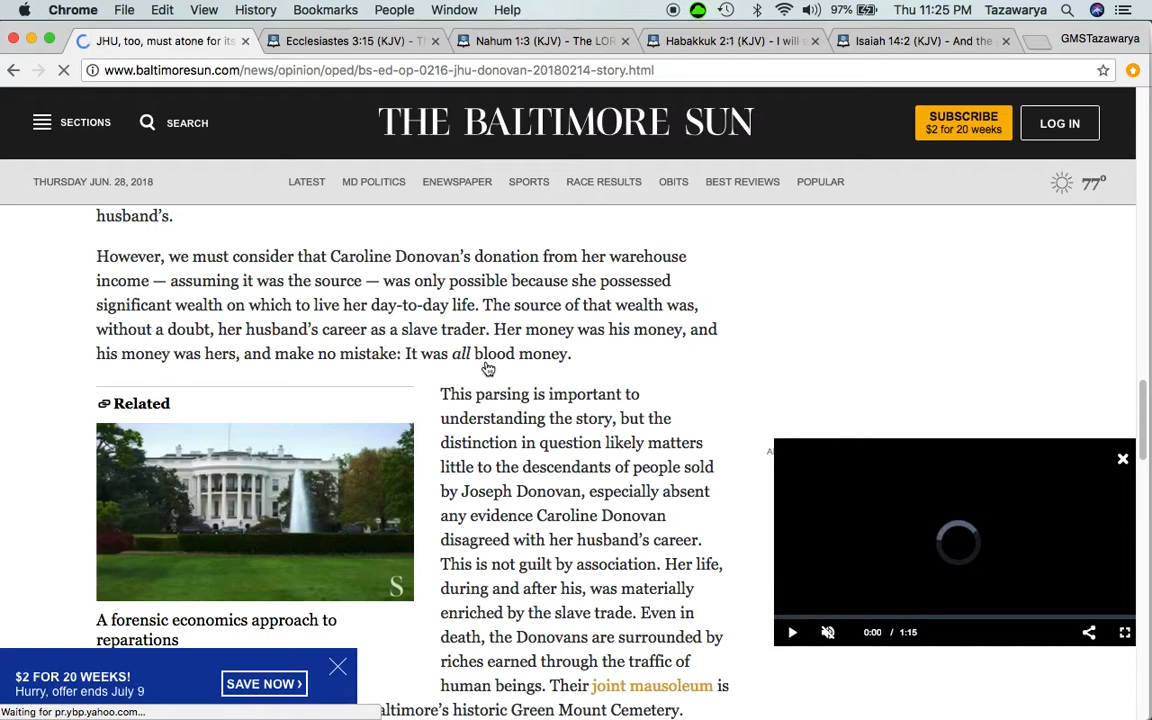 Chrome File Edit View History Bookmarks People Window Help 97% Thu 11:25 PM Tazawarya
JHU, too, must atone for its Ecclesiastes 3:15 (KJV) - T Nahum 1:3 (KJV) - The LOR Habakkuk 2:1 (KJV) - I will Isaiah 14:2 (KJV) - And the GMSTazawarya
www.baltimoresun.com/news/opinion/oped/bs-ed-op-0216-jhu-donovan-20180214-story.html
SECTIONS SEARCH THE BALTIMORE SUN SUBSCRIBE
$2 for 20 weeks LOG IN
THURSDAY JUN. 28, 2018 LATEST MD POLITICS ENEWSPAPER SPORTS RACE RESULTS OBITS BEST REVIEWS POPULAR 77°
husband's.
However, we must consider that Caroline Donovan's donation from her warehouse
income — assuming it was the source — was only possible because she possessed
significant wealth on which to live her day-to-day life. The source of that wealth was,
without a doubt, her husband's career as a slave trader. Her money was his money, and
his money was hers, and make no mistake: It was all blood money.
Related
S
A forensic economics approach to
reparations
This parsing is important to
understanding the story, but the
distinction in question likely matters
little to the descendants of people sold
by Joseph Donovan, especially absent
any evidence Caroline Donovan
disagreed with her husband's career.
This is not guilt by association. Her life,
during and after his, was materially
enriched by the slave trade. Even in
death, the Donovans are surrounded by
riches earned through the traffic of
human beings. Their joint mausoleum is
altimore's historic Green Mount Cemetery.
0:00 / 1:15
$2 FOR 20 WEEKS!
Hurry, offer ends July 9
SAVE NOW ›
Waiting for pr.ybp.yahoo.com...